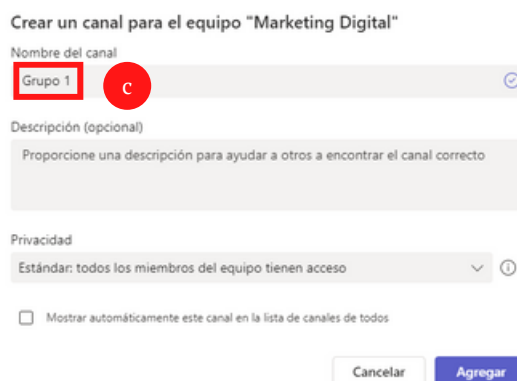 Crear un canal para el equipo "Marketing Digital"
Nombre del canal
Grupo 1
c
Descripción (opcional)
Proporcione una descripción para ayudar a otros a encontrar el canal correcto
Privacidad
Estándar: todos los miembros del equipo tienen acceso
Mostrar automáticamente este canal en la lista de canales de todos
Cancelar Agregar